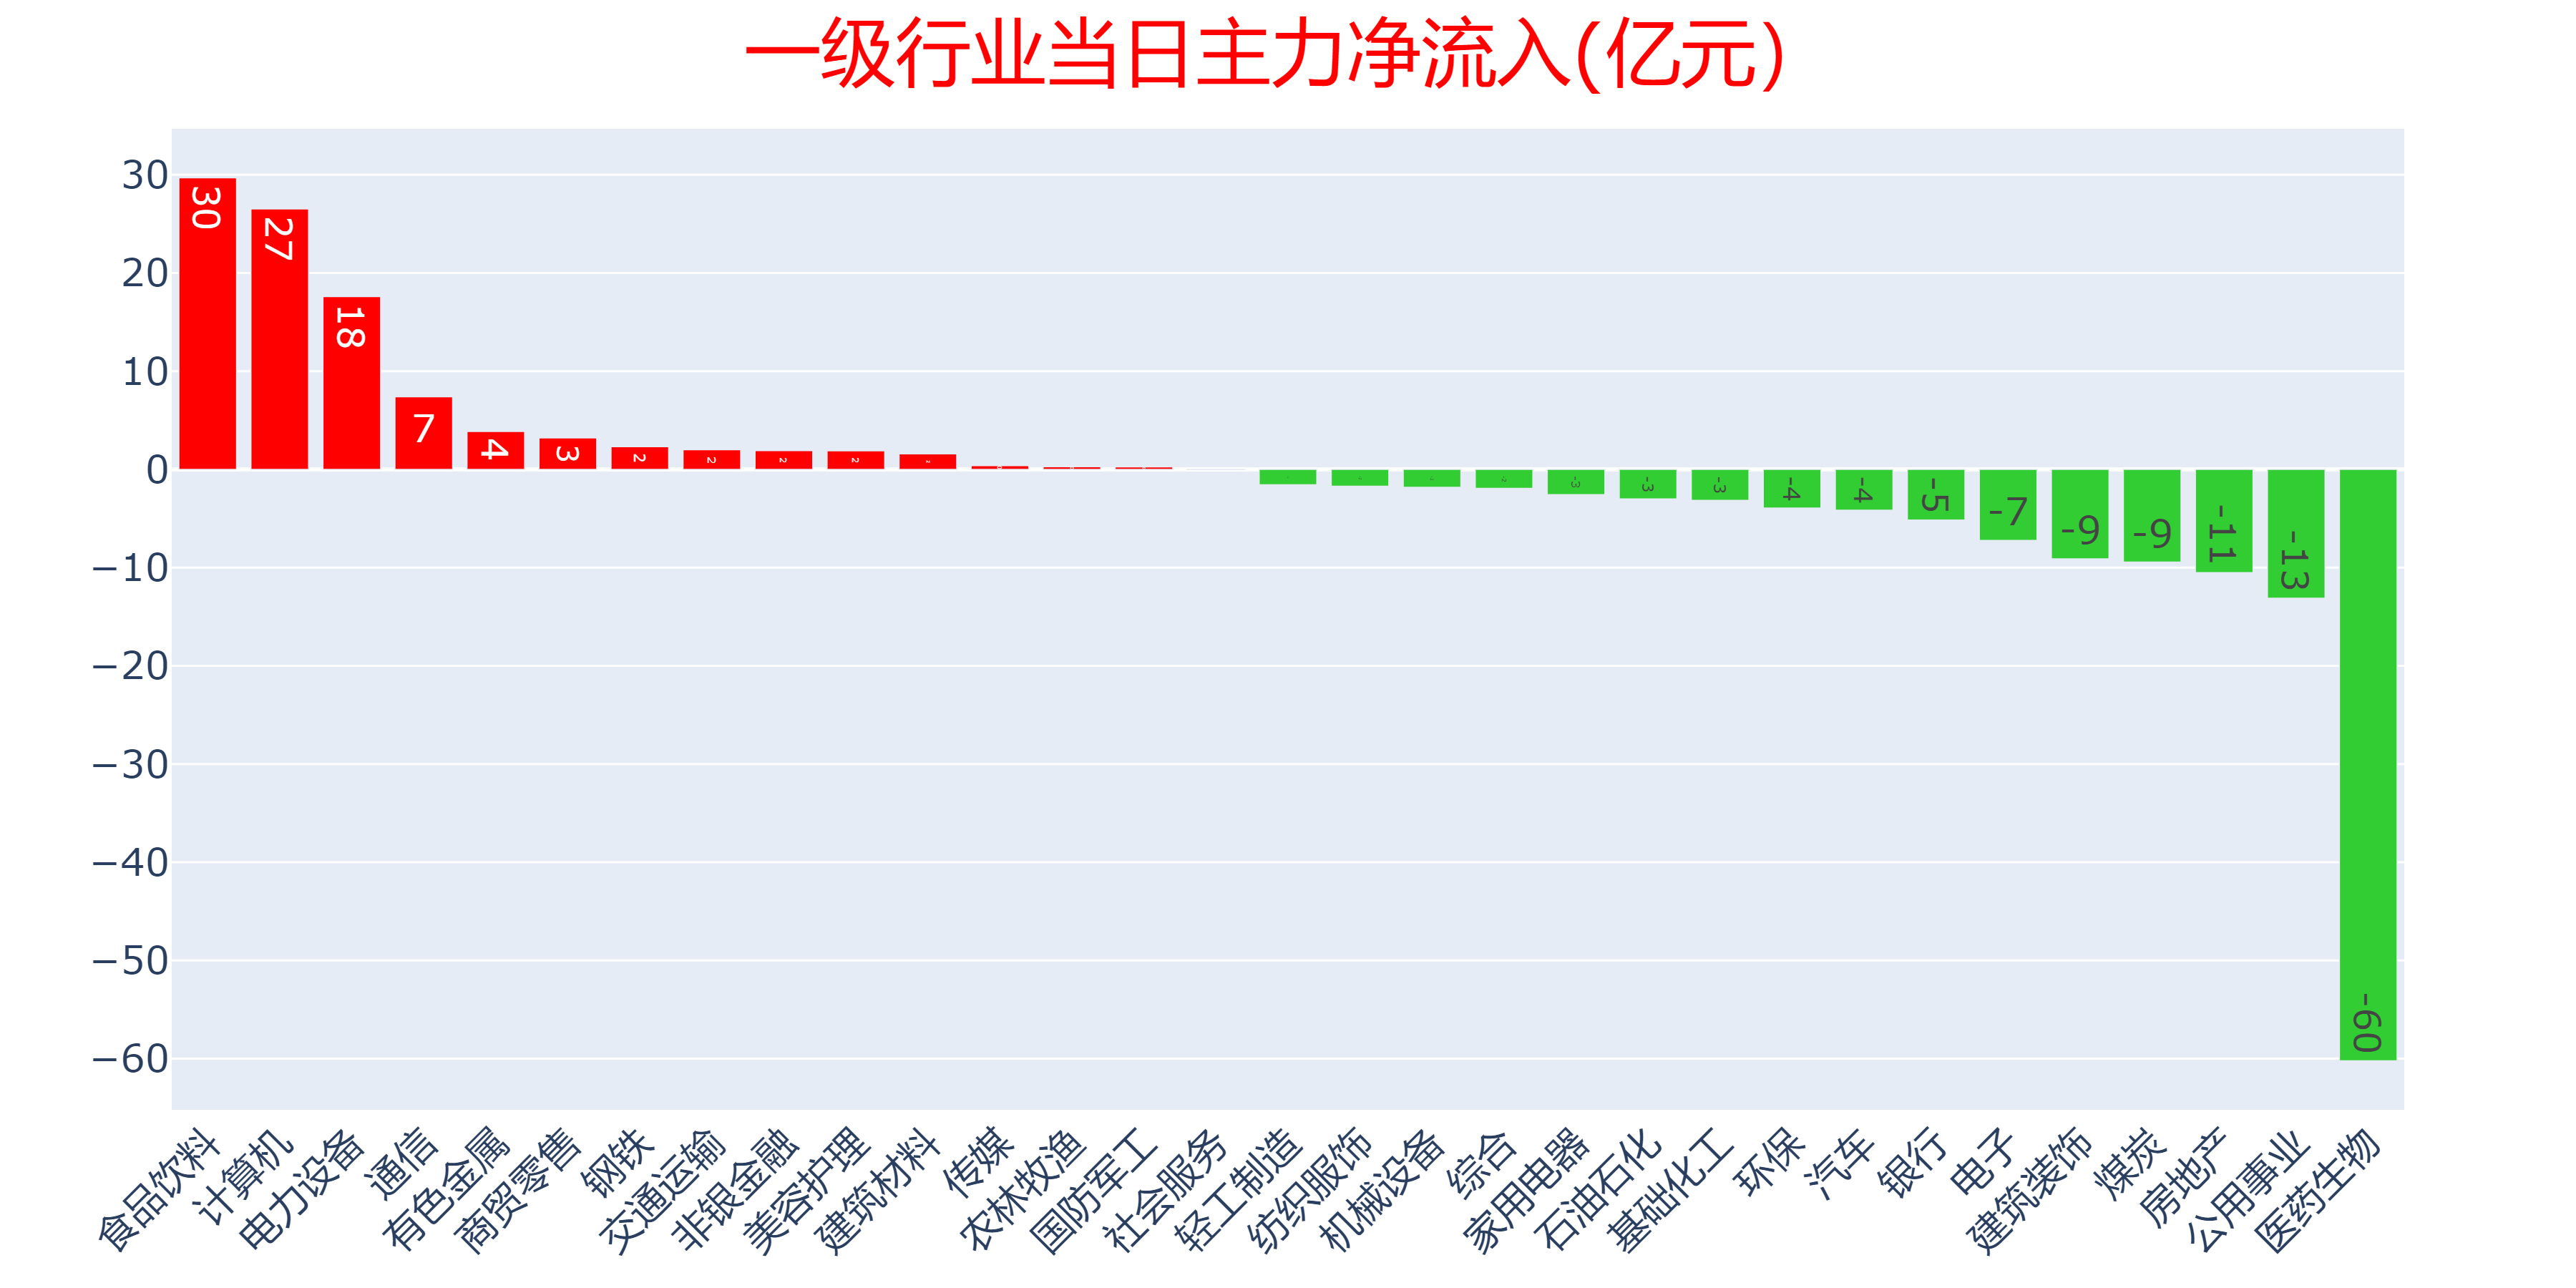 一级行业当日主力净流入(亿元)
30
20
10
0
−10
−20
−30
−40
−50
−60
30
27
18
7
4
3
2
2
2
2
2
-3
-3
-3
-4
-4
-5
-7
-9
-9
-11
-13
-60
食品饮料
计算机
电力设备
通信
有色金属
商贸零售
钢铁
交通运输
非银金融
美容护理
建筑材料
传媒
农林牧渔
国防军工
社会服务
轻工制造
纺织服饰
机械设备
综合
家用电器
石油石化
基础化工
环保
汽车
银行
电子
建筑装饰
煤炭
房地产
公用事业
医药生物